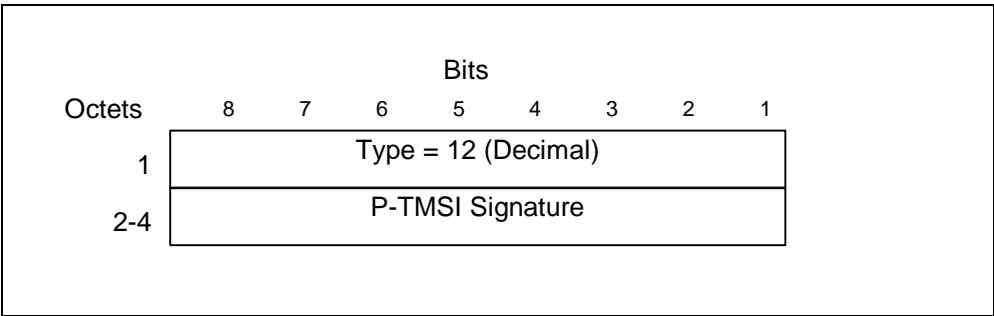 Bits
Octets 8 7 6 5 4 3 2 1
1 Type = 12 (Decimal)
2-4 P-TMSI Signature